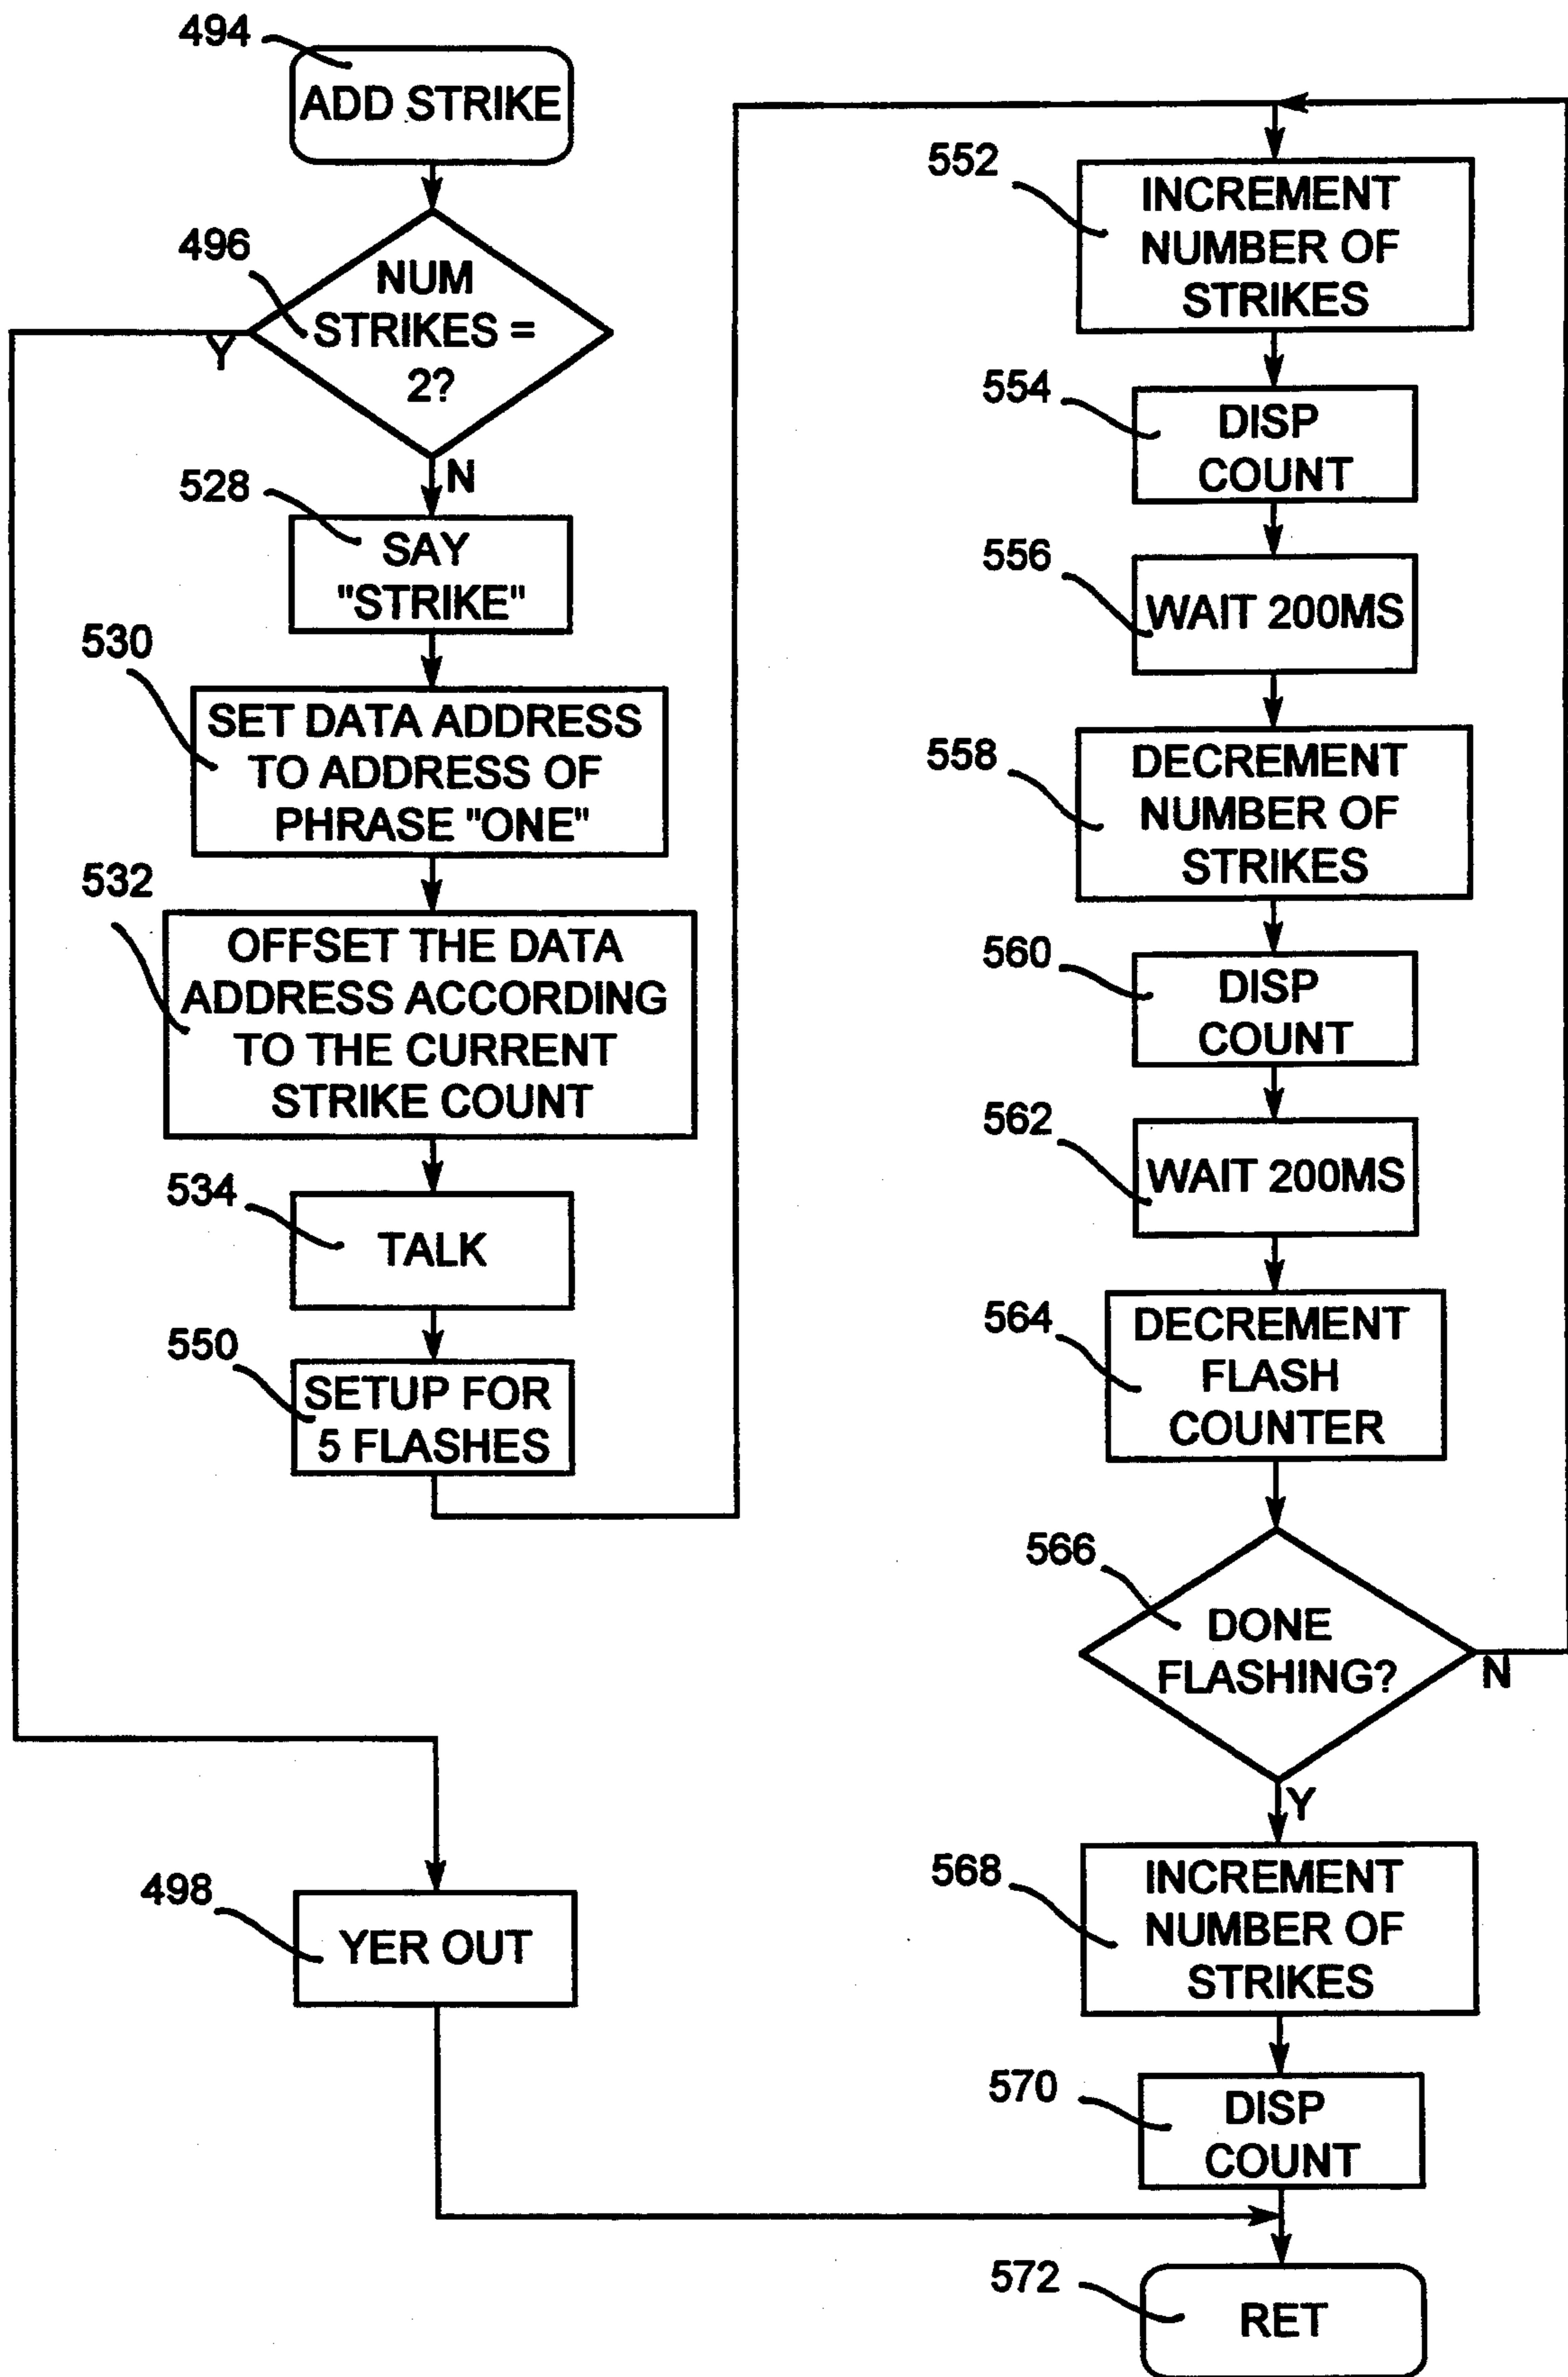 494
ADD STRIKE
496
NUM
STRIKES =
2?
Y
N
528
SAY
"STRIKE"
530
SET DATA ADDRESS
TO ADDRESS OF
PHRASE "ONE"
532
OFFSET THE DATA
ADDRESS ACCORDING
TO THE CURRENT
STRIKE COUNT
534
TALK
550
SETUP FOR
5 FLASHES
498
YER OUT
552
INCREMENT
NUMBER OF
STRIKES
554
DISP
COUNT
556
WAIT 200MS
558
DECREMENT
NUMBER OF
STRIKES
560
DISP
COUNT
562
WAIT 200MS
564
DECREMENT
FLASH
COUNTER
566
DONE
FLASHING?
N
Y
568
INCREMENT
NUMBER OF
STRIKES
570
DISP
COUNT
572
RET